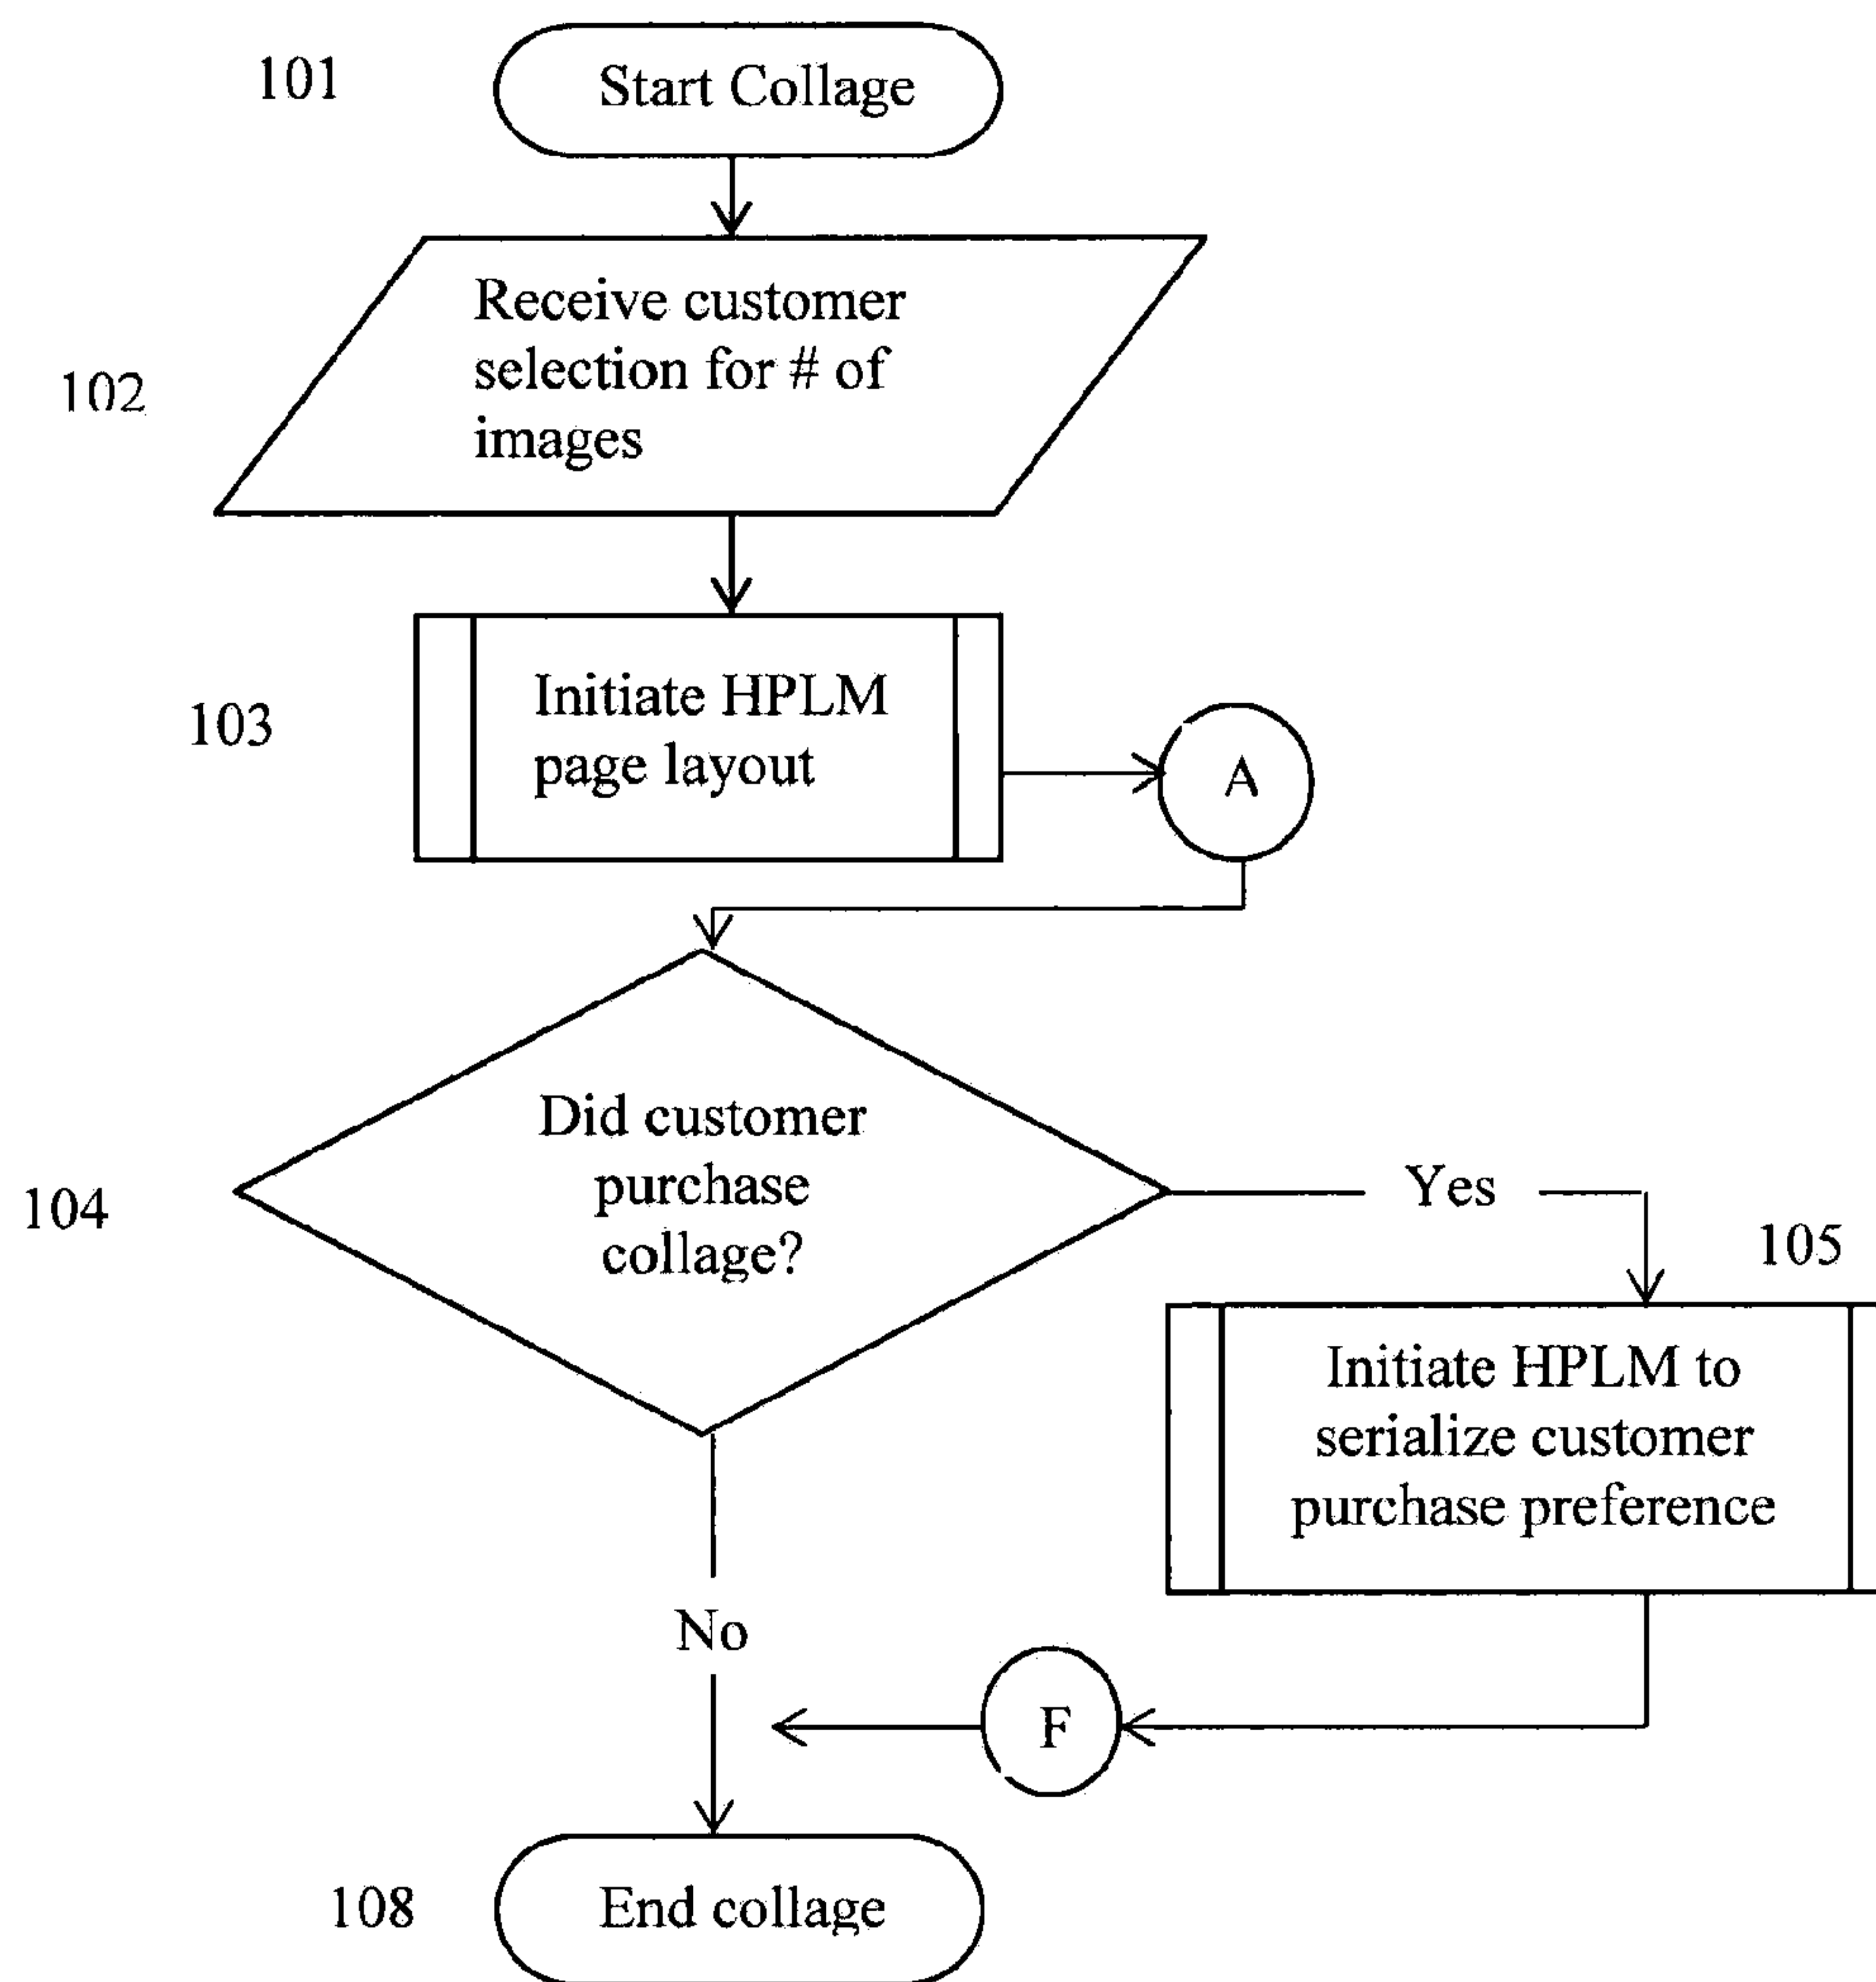 101
Start Collage
102
Receive customer
selection for # of
images
103
Initiate HPLM
page layout
A
104
Did customer
purchase
collage?
Yes
105
Initiate HPLM to
serialize customer
purchase preference
No
F
108
End collage